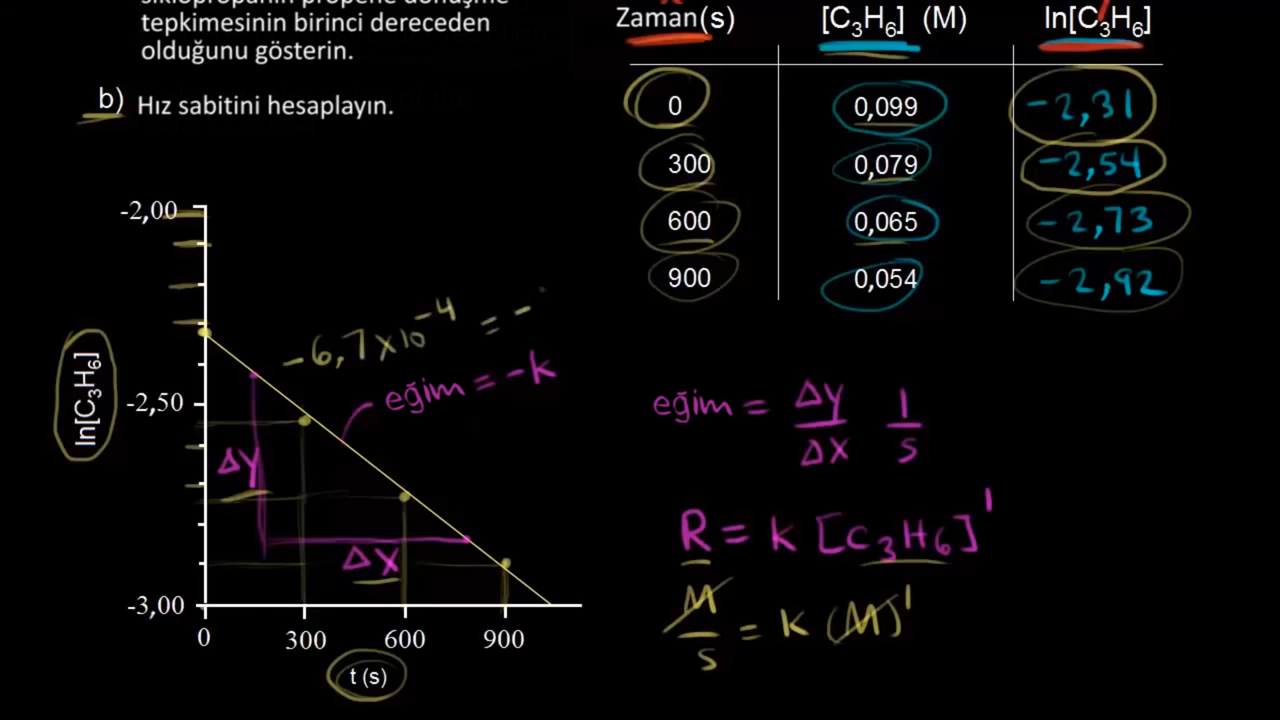 siklopropanın propene dönüşme
tepkimesinin birinci dereceden
olduğunu gösterin.
b) Hız sabitini hesaplayın.
Zaman (s) [C3H6] (M) ln[C3H6]
0 0,099 -2,31
300 0,079 -2,54
600 0,065 -2,73
900 0,054 -2,92
-2,00
-2,50
-3,00
ln[C3H6]
0 300 600 900
t (s)
-6,7x10^-4 = -
eğim = -k
Δy
Δx
eğim = Δy/Δx 1/s
R = k [C3H6]^1
M/s = k (M)^1